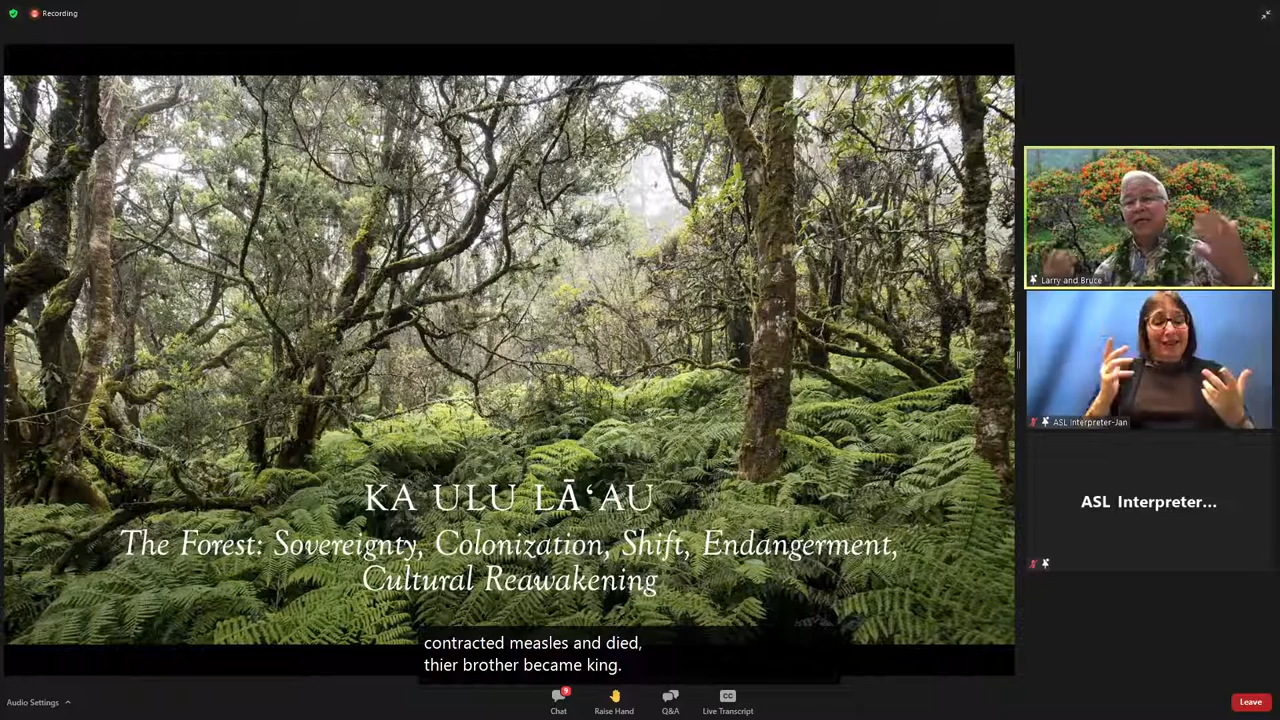 Recording
KA ULU LĀʻAU
The Forest: Sovereignty, Colonization, Shift, Endangerment,
Cultural Reawakening
contracted measles and died,
thier brother became king.
Larry and Bruce
ASL Interpreter-Jan
ASL Interpreter...
Audio Settings
9
Chat
Raise Hand
Q&A
CC
Live Transcript
Leave